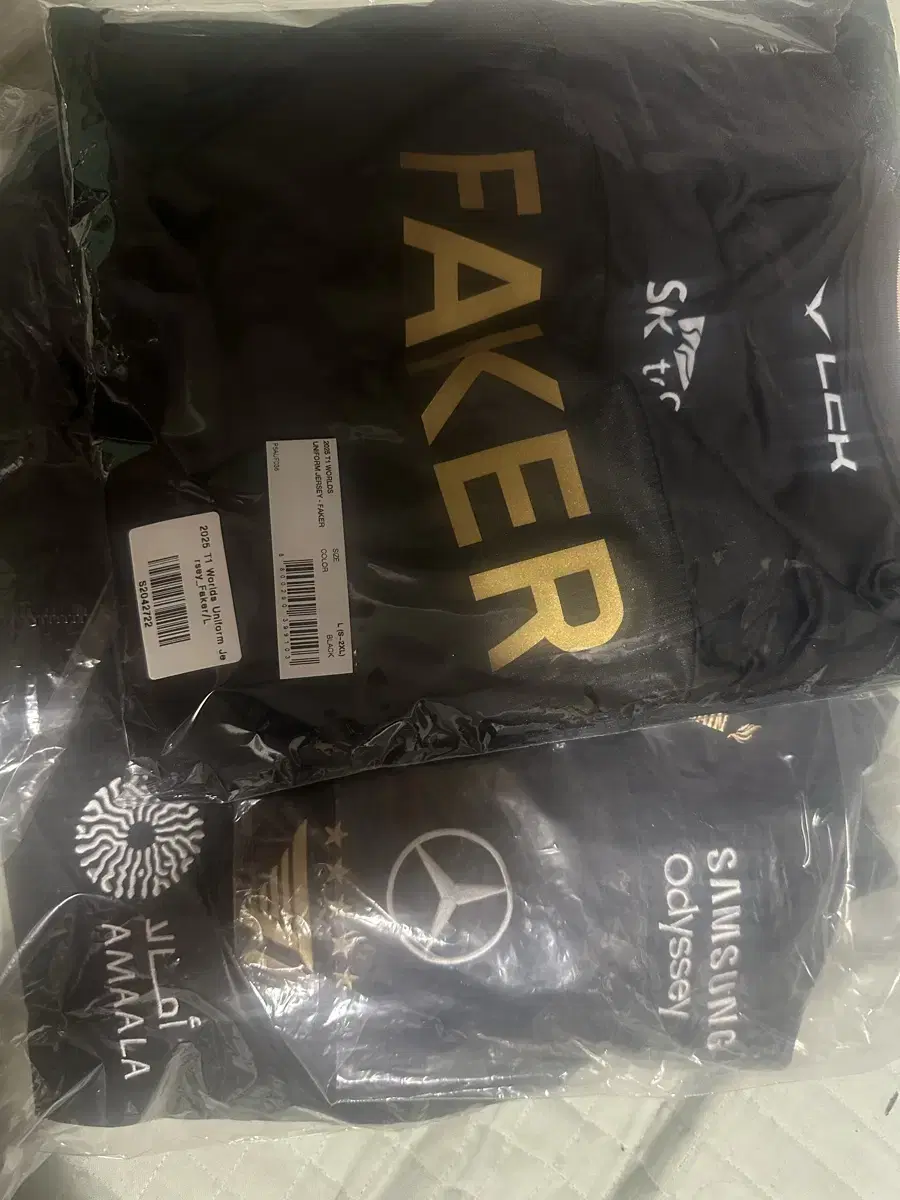 LCK
SK tr
FAKER
2025 T1 WORLDS
UNIFORM JERSEY - FAKER
SIZE
L (S~2XL)
COLOR
BLACK
2025 T1 Worlds Uniform Je
rsey_Faker/L
S2042722
SAMSUNG
Odyssey
أمالا
AMAALA